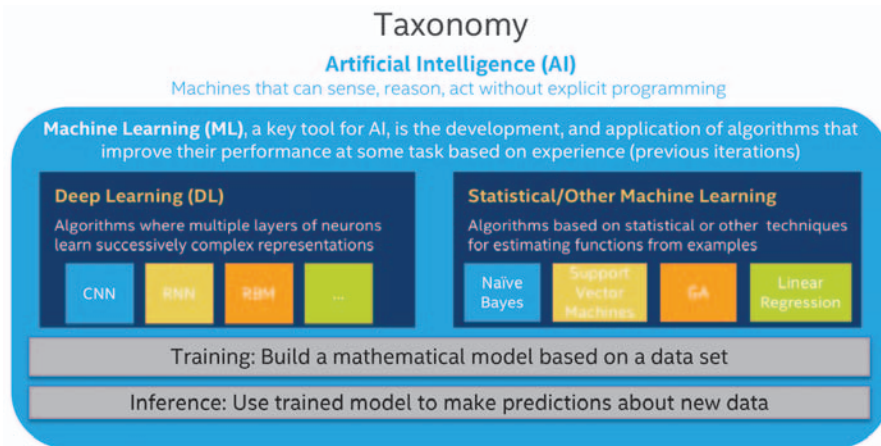 Taxonomy
Artificial Intelligence (AI)
Machines that can sense, reason, act without explicit programming
Machine Learning (ML), a key tool for AI, is the development, and application of algorithms that
improve their performance at some task based on experience (previous iterations)
Deep Learning (DL)
Algorithms where multiple layers of neurons
learn successively complex representations
CNN
RNN
RBM
...
Statistical/Other Machine Learning
Algorithms based on statistical or other techniques
for estimating functions from examples
Naïve
Bayes
Support
Vector
Machines
GA
Linear
Regression
Training: Build a mathematical model based on a data set
Inference: Use trained model to make predictions about new data